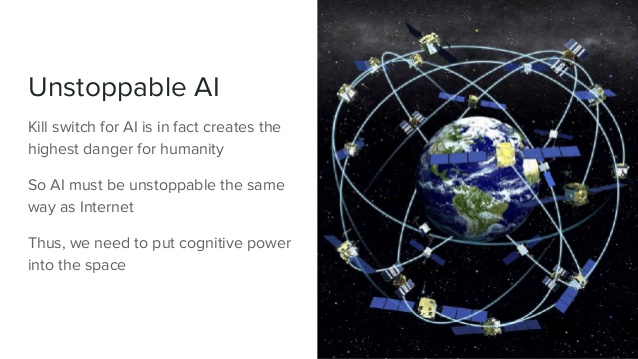 Unstoppable AI
Kill switch for AI is in fact creates the
highest danger for humanity
So AI must be unstoppable the same
way as Internet
Thus, we need to put cognitive power
into the space